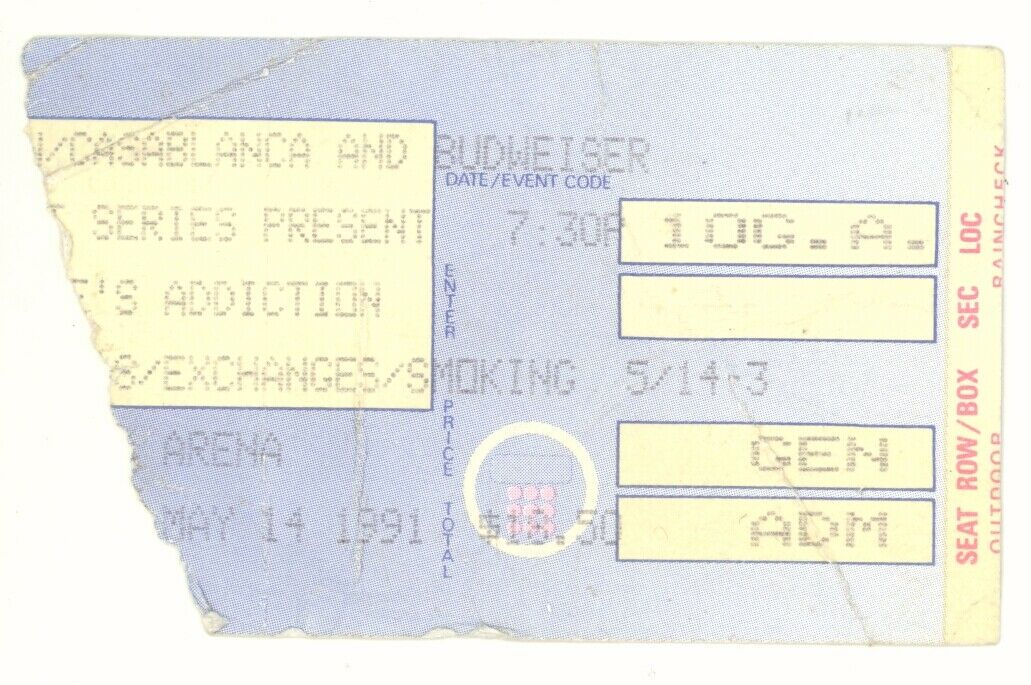 /CASABLANCA AND BUDWEISER
DATE/EVENT CODE
SERIES PRESENT 7 30P
'S ADDICTION
S/EXCHANGES/SMOKING 5/14-3
ARENA GEN
MAY 14 1991 $18.50 ADM
ENTER PRICE TOTAL
SEAT ROW/BOX SEC LOC
RAINCHECK
OUTDOOR